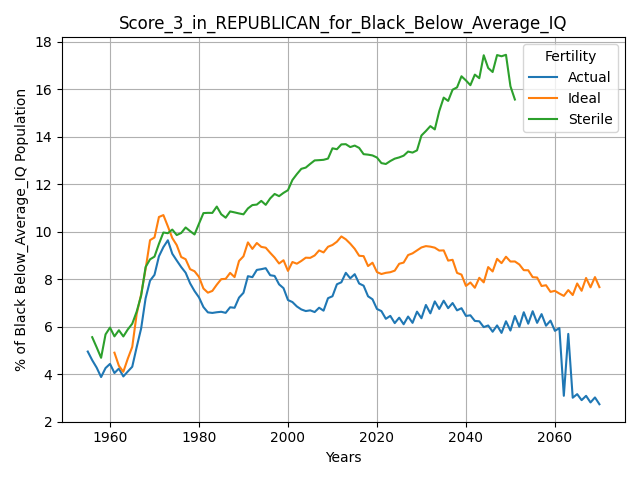 Score_3_in_REPUBLICAN_for_Black_Below_Average_IQ
18
16
14
12
10
8
6
4
2
% of Black Below_Average_IQ Population
Fertility
Actual
Ideal
Sterile
1960 1980 2000 2020 2040 2060
Years